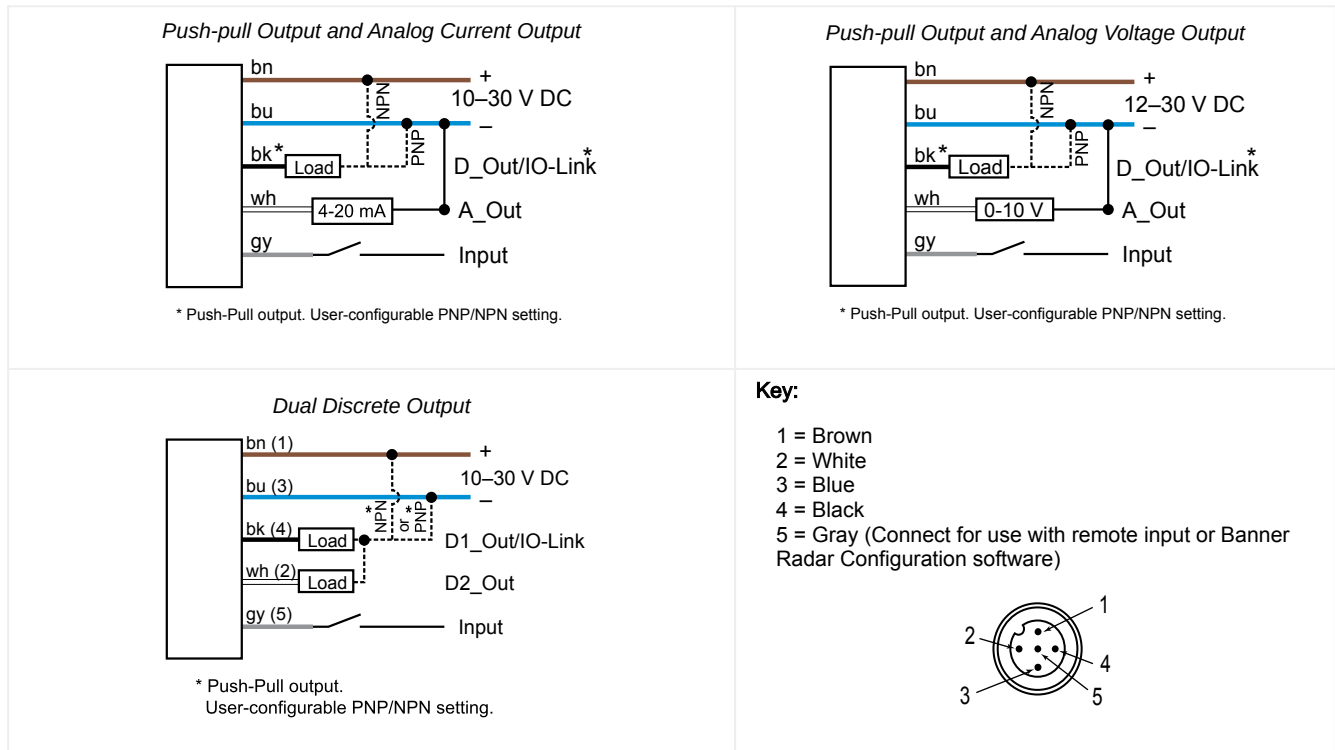 Push-pull Output and Analog Current Output
bn
+
NPN
10–30 V DC
bu
–
PNP
bk*
Load
D_Out/IO-Link*
wh
4-20 mA
A_Out
gy
Input
* Push-Pull output. User-configurable PNP/NPN setting.
Push-pull Output and Analog Voltage Output
bn
+
NPN
12–30 V DC
bu
–
PNP
bk*
Load
D_Out/IO-Link*
wh
0-10 V
A_Out
gy
Input
* Push-Pull output. User-configurable PNP/NPN setting.
Dual Discrete Output
bn (1)
+
10–30 V DC
bu (3)
–
*NPN
or
*PNP
bk (4)
Load
D1_Out/IO-Link
wh (2)
Load
D2_Out
gy (5)
Input
* Push-Pull output.
User-configurable PNP/NPN setting.
Key:
1 = Brown
2 = White
3 = Blue
4 = Black
5 = Gray (Connect for use with remote input or Banner
Radar Configuration software)
1
2
4
3
5